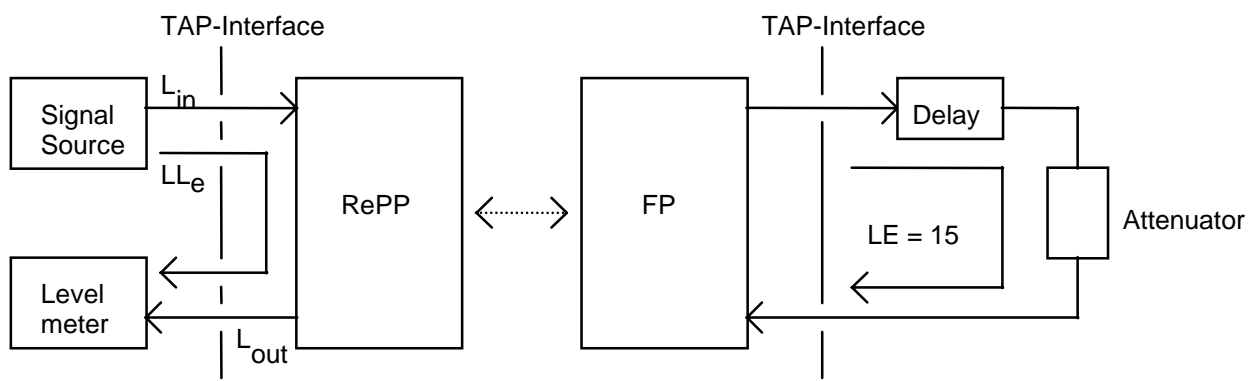 TAP-Interface
TAP-Interface
L_in
Signal
Source
LL_e
RePP
FP
Delay
LE = 15
Attenuator
Level
meter
L_out